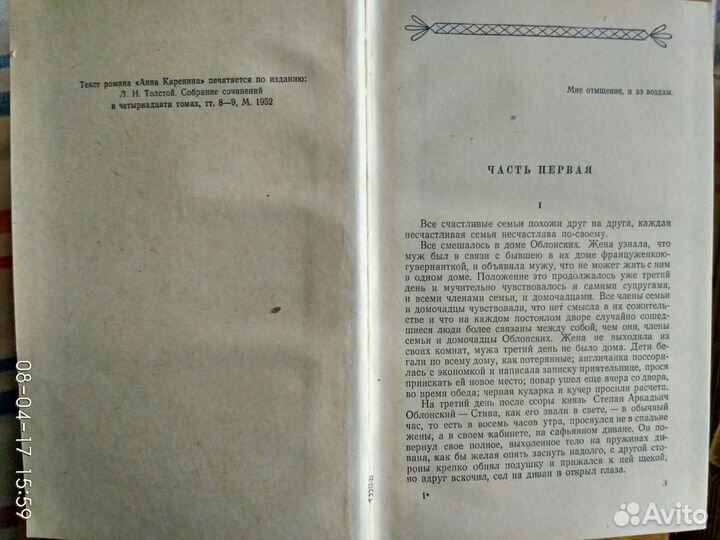 Текст романа «Анна Каренина» печатается по изданию:
Л. Н. Толстой. Собрание сочинений
в четырнадцати томах, тт. 8—9, М. 1952
Мне отмщение, и аз воздам.
ЧАСТЬ ПЕРВАЯ
I
Все счастливые семьи похожи друг на друга, каждая
несчастливая семья несчастлива по-своему.
Все смешалось в доме Облонских. Жена узнала, что
муж был в связи с бывшею в их доме француженкою-
гувернанткой, и объявила мужу, что не может жить с ним
в одном доме. Положение это продолжалось уже третий
день и мучительно чувствовалось и самими супругами,
и всеми членами семьи, и домочадцами. Все члены семьи
и домочадцы чувствовали, что нет смысла в их сожитель-
стве и что на каждом постоялом дворе случайно сошед-
шиеся люди более связаны между собой, чем они, члены
семьи и домочадцы Облонских. Жена не выходила из
своих комнат, мужа третий день не было дома. Дети бе-
гали по всему дому, как потерянные; англичанка поссори-
лась с экономкой и написала записку приятельнице, прося
приискать ей новое место; повар ушел еще вчера со двора,
во время обеда; черная кухарка и кучер просили расчета.
На третий день после ссоры князь Степан Аркадьич
Облонский — Стива, как его звали в свете, — в обычный
час, то есть в восемь часов утра, проснулся не в спальне
жены, а в своем кабинете, на сафьянном диване. Он по-
вернул свое полное, выхоленное тело на пружинах ди-
вана, как бы желая опять заснуть надолго, с другой сто-
роны крепко обнял подушку и прижался к ней щекой;
но вдруг вскочил, сел на диван и открыл глаза.
1*
3
08-04-17 15:59
Avito